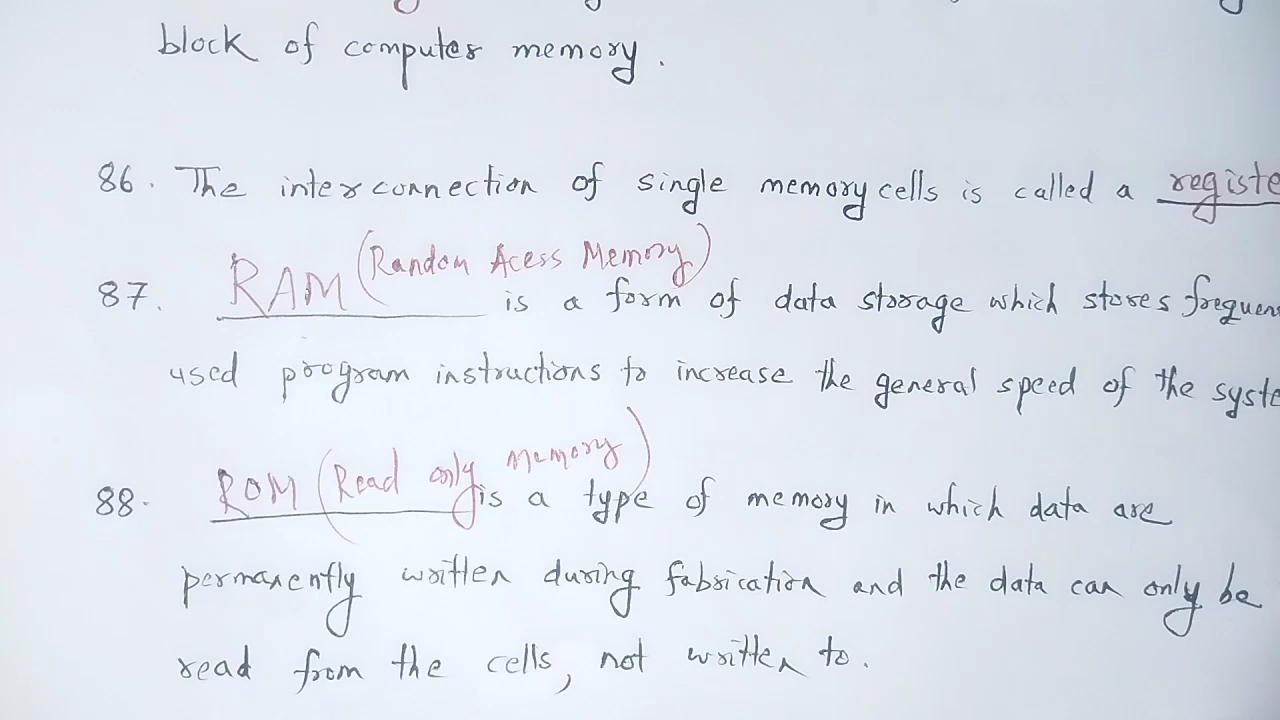 block of computer memory.
86. The interconnection of single memory cells is called a registe
RAM (Random Acess Memory)
87. is a form of data storage which stores frequen
used program instructions to increase the general speed of the syste
ROM (Read only Memory)
88. is a type of memory in which data are
permanently written during fabrication and the data can only be
read from the cells, not written to.